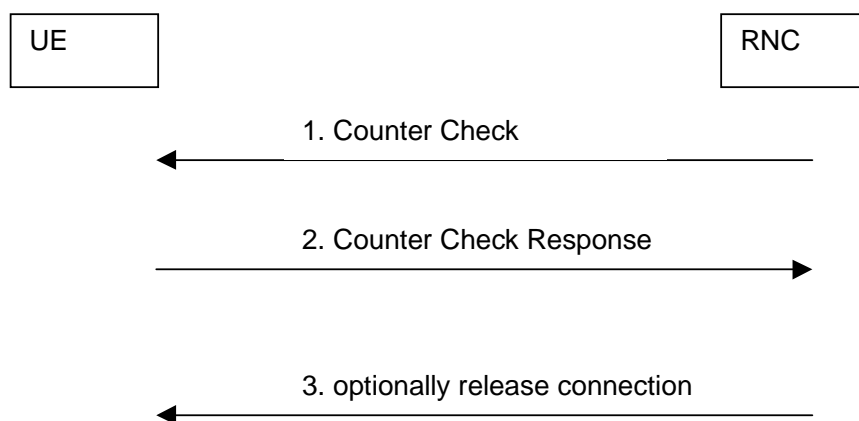 UE
RNC
1. Counter Check
2. Counter Check Response
3. optionally release connection